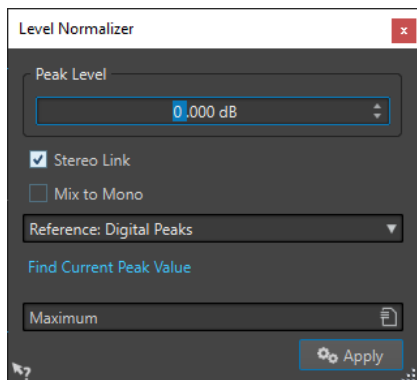 Level Normalizer
x
Peak Level
0.000 dB
Stereo Link
Mix to Mono
Reference: Digital Peaks
Find Current Peak Value
Maximum
Apply
?